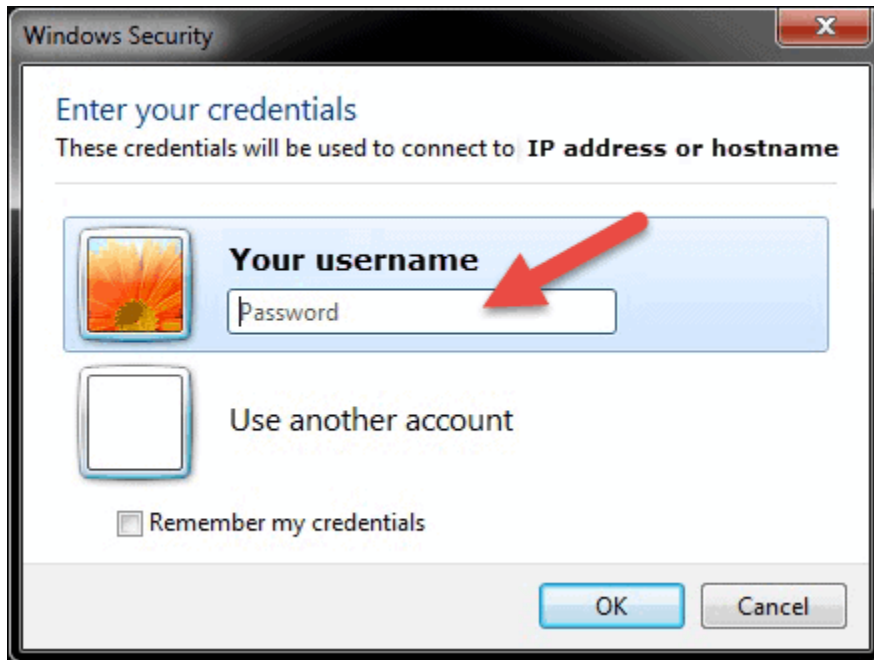 Windows Security
Enter your credentials
These credentials will be used to connect to IP address or hostname
Your username
Password
Use another account
Remember my credentials
OK Cancel